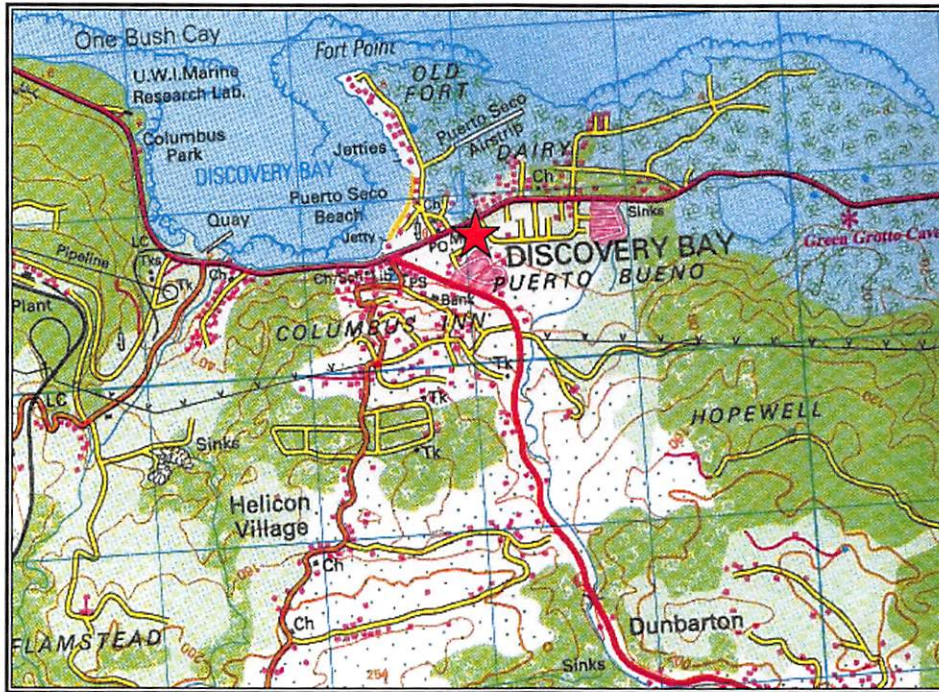 One Bush Cay
Fort Point
U.W.I. Marine
Research Lab.
OLD
FORT
Puerto Seco
Airstrip
Columbus
Park
Jetties
DAIRY
Ch
DISCOVERY BAY
Puerto Seco
Beach
Ch
Sinks
Quay
Jetty
PO
DISCOVERY BAY
Green Grotto Cave
LC
Pipeline
Tks
Ch
PUERTO BUENO
Tk
PS
Plant
Bank
COLUMBUS INN
Tk
LC
Tk
HOPEWELL
Sinks
Tk
Helicon
Village
Ch
Ch
Dunbarton
FLAMSTEAD
200
254
Sinks